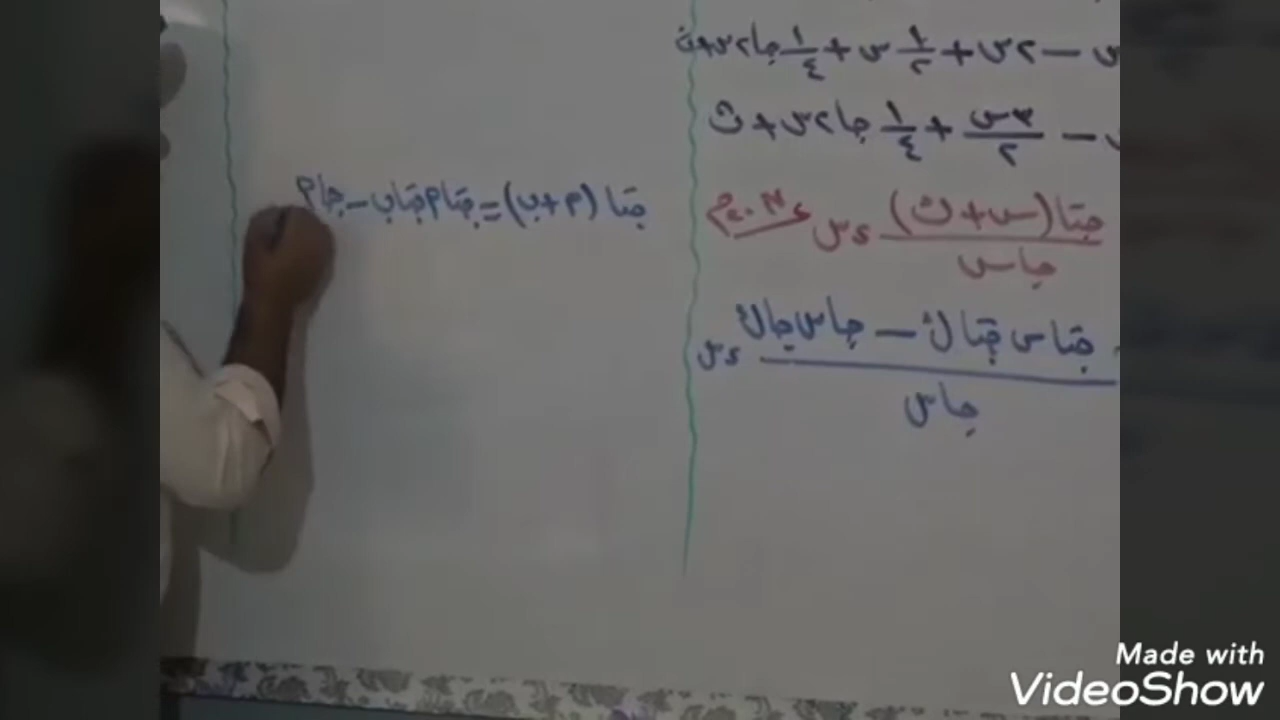 س − ٢س + ١/٢ س + ١/٤ جا٢س + ث
− ٣س/٢ + ١/٤ جا٢س + ث
جتا (س + ث) / جاس ءس
جتاس جتاث − جاس جاث / جاس ءس
جتا (م + ب) = جتام جتاب − جام
Made with
VideoShow